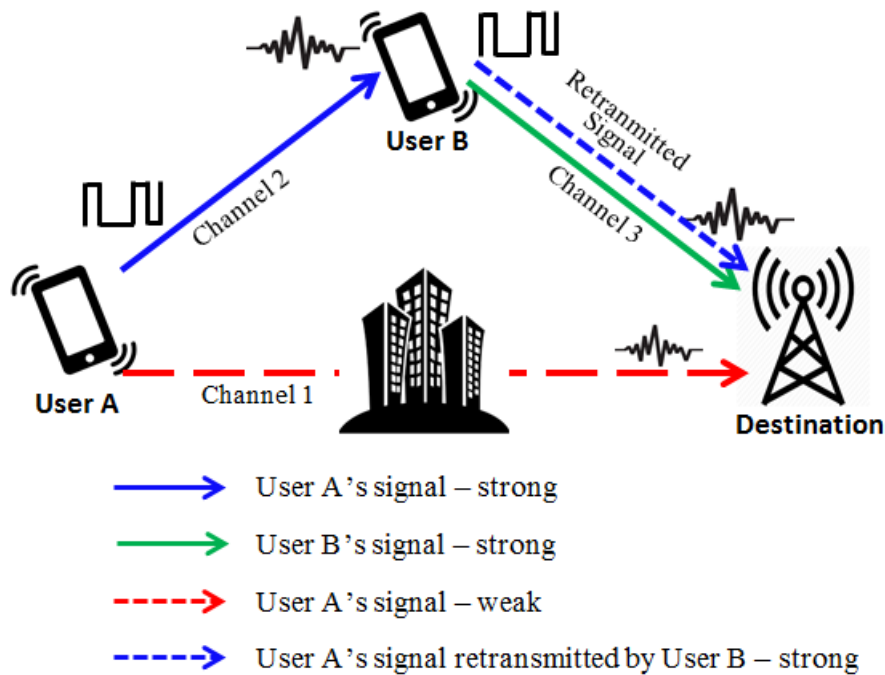 User B
Retranmitted
Signal
Channel 2
Channel 3
User A
Channel 1
Destination
User A's signal – strong
User B's signal – strong
User A's signal – weak
User A's signal retransmitted by User B – strong